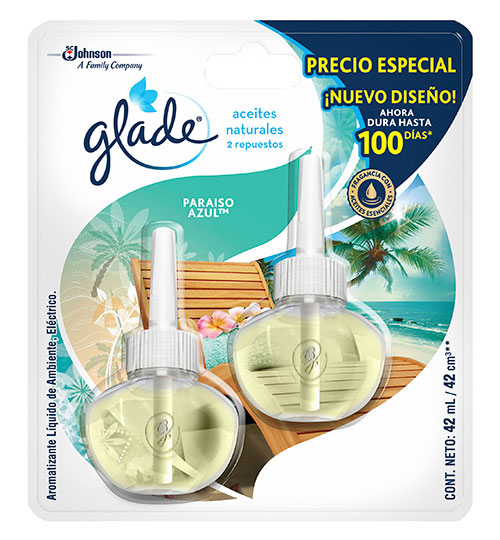 SC Johnson
A Family Company
glade®
aceites
naturales
2 repuestos
PARAISO
AZUL™
PRECIO ESPECIAL
¡NUEVO DISEÑO!
AHORA
DURA HASTA
100 DÍAS*
FRAGANCIA CON
ACEITES ESENCIALES
Aromatizante Líquido de Ambiente, Eléctrico.
CONT. NETO: 42 mL / 42 cm³**